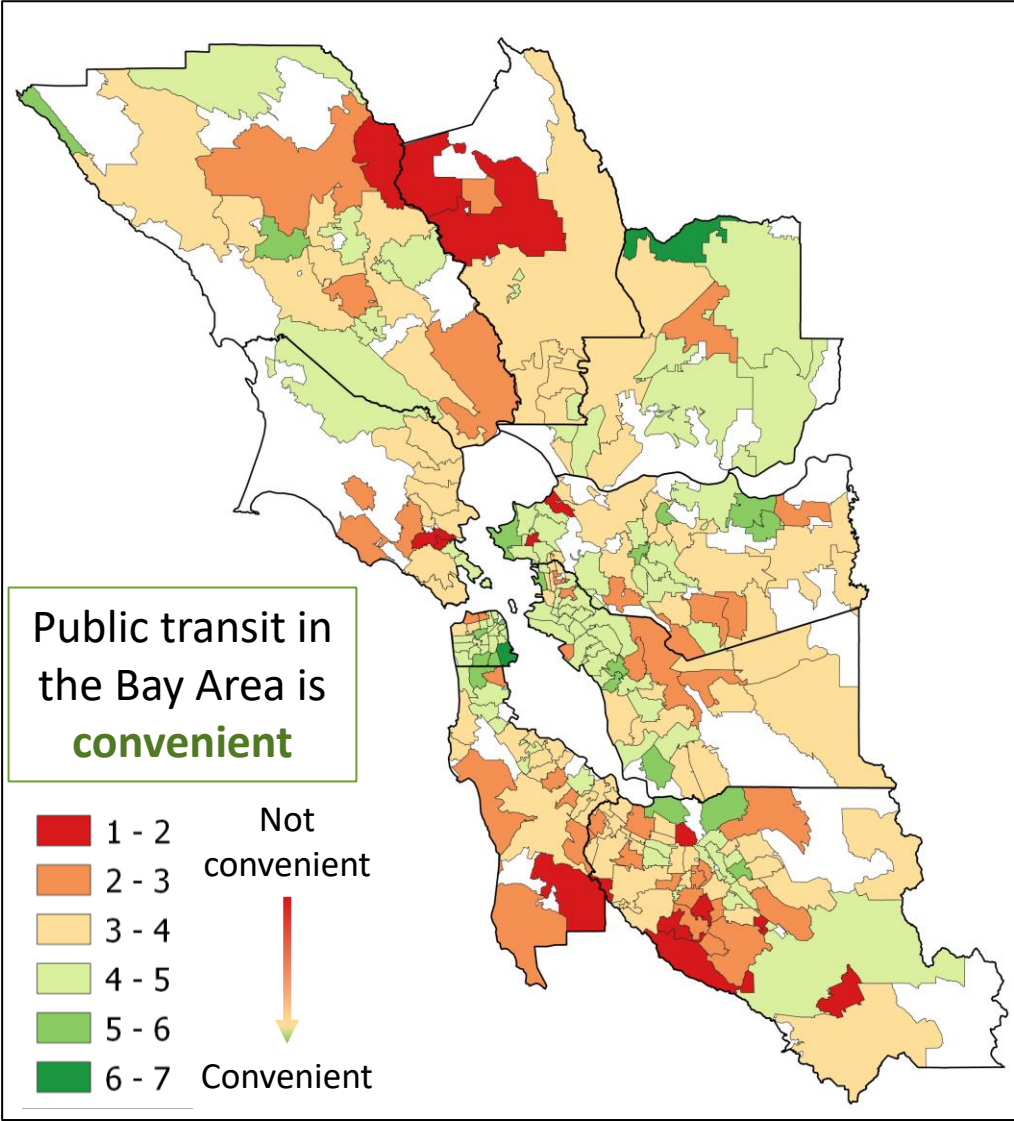 Public transit in
the Bay Area is
convenient
1 - 2
2 - 3
3 - 4
4 - 5
5 - 6
6 - 7
Not
convenient
Convenient